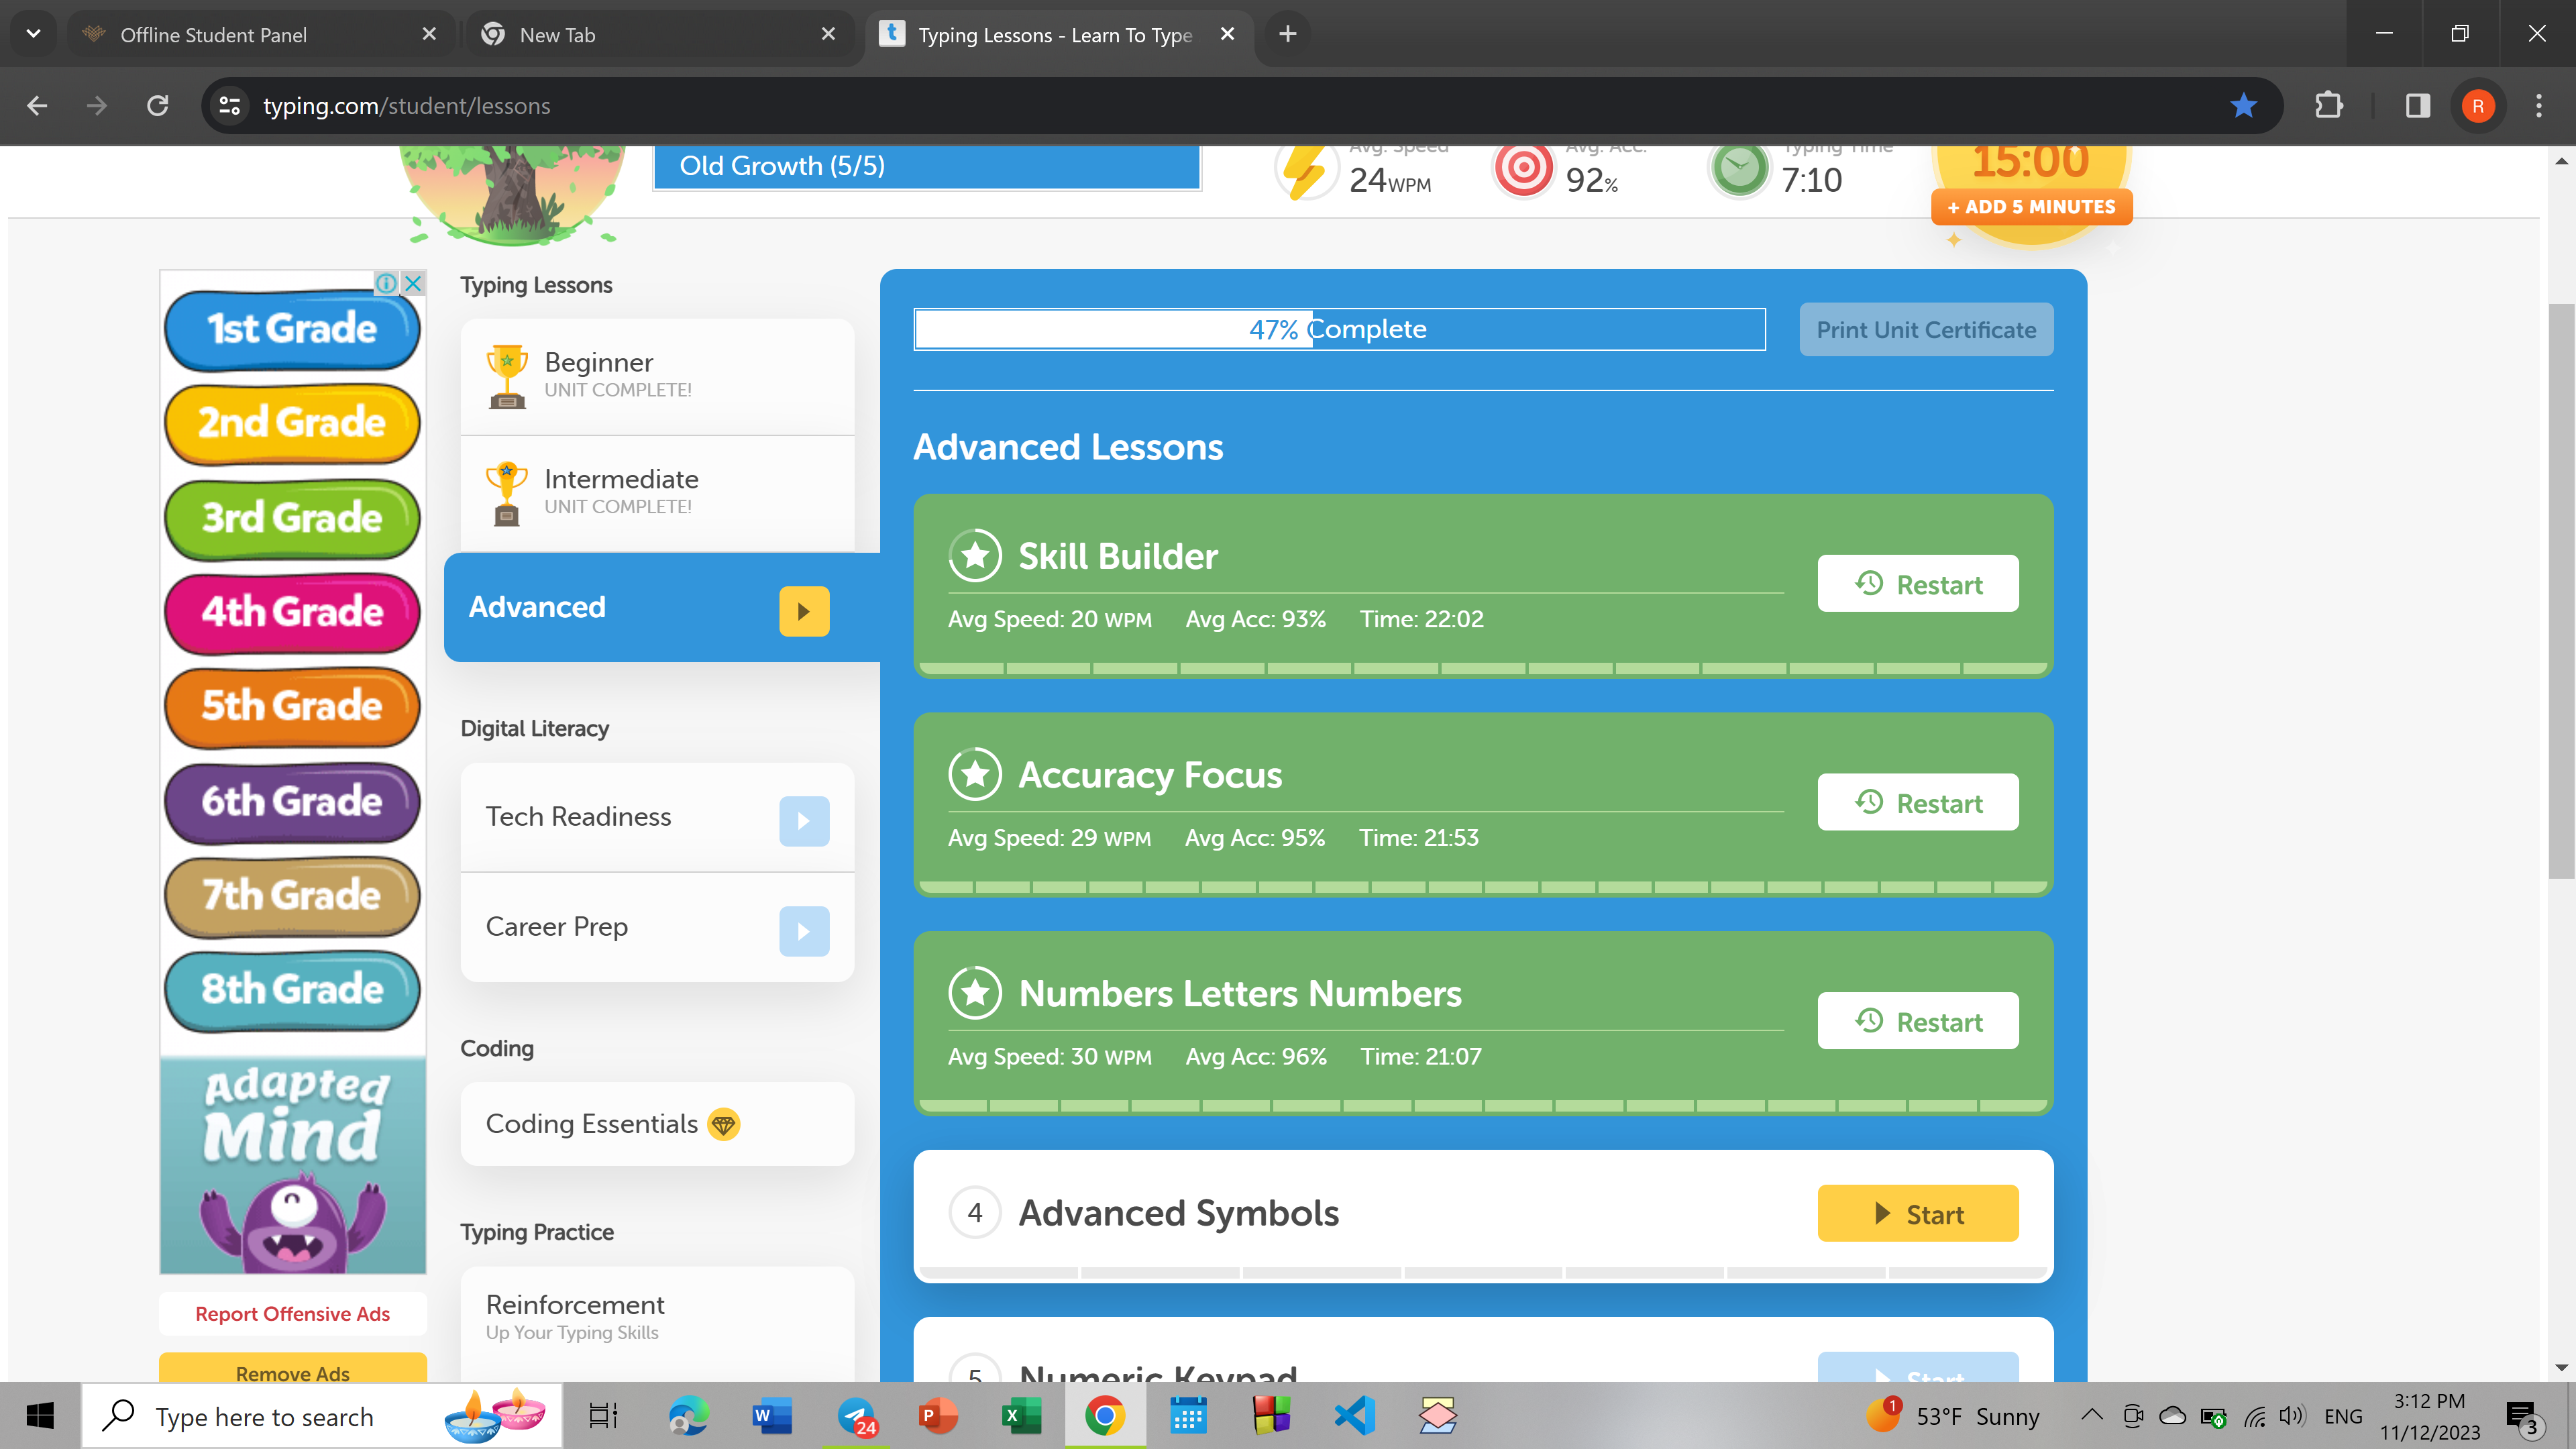 Offline Student Panel
New Tab
Typing Lessons - Learn To Type
typing.com/student/lessons
R
Old Growth (5/5)
Avg. Speed
24WPM
Avg. Acc.
92%
Typing Time
7:10
15:00
+ ADD 5 MINUTES
1st Grade
2nd Grade
3rd Grade
4th Grade
5th Grade
6th Grade
7th Grade
8th Grade
Adapted
Mind
Report Offensive Ads
Remove Ads
Typing Lessons
Beginner
UNIT COMPLETE!
Intermediate
UNIT COMPLETE!
Advanced
Digital Literacy
Tech Readiness
Career Prep
Coding
Coding Essentials
Typing Practice
Reinforcement
Up Your Typing Skills
47% Complete
Print Unit Certificate
Advanced Lessons
Skill Builder
Restart
Avg Speed: 20 WPM Avg Acc: 93% Time: 22:02
Accuracy Focus
Restart
Avg Speed: 29 WPM Avg Acc: 95% Time: 21:53
Numbers Letters Numbers
Restart
Avg Speed: 30 WPM Avg Acc: 96% Time: 21:07
4 Advanced Symbols
Start
5 Numeric Keypad
Start
Type here to search
24
1
53°F Sunny
ENG
3:12 PM
11/12/2023
3